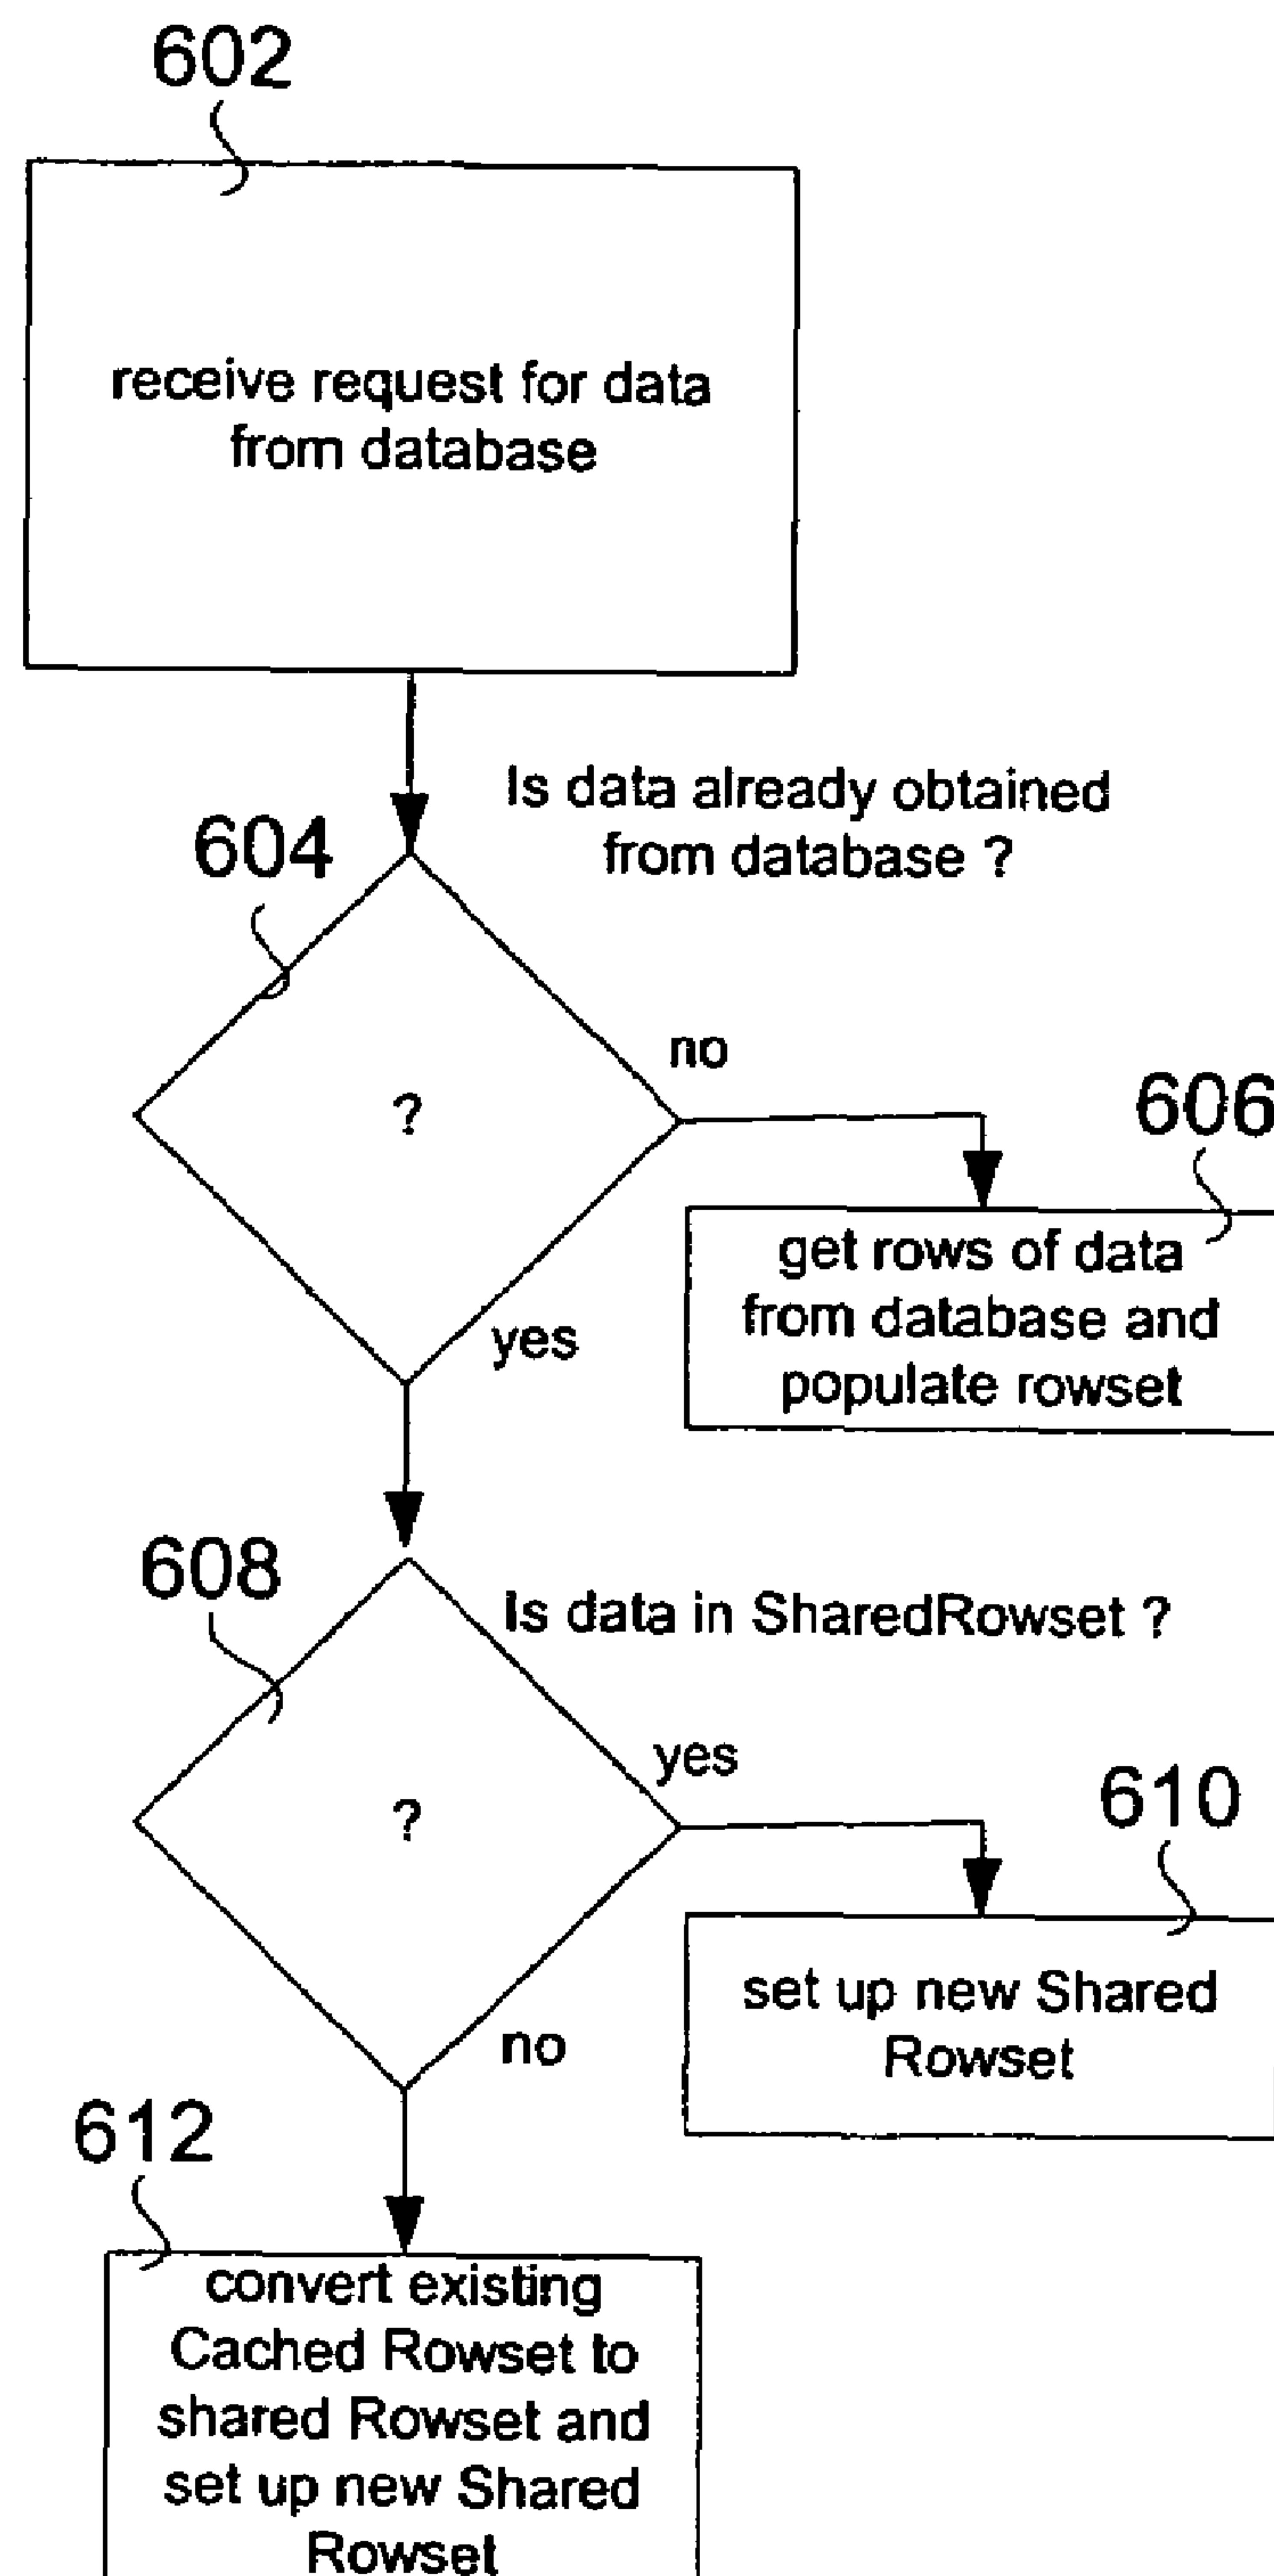 602
receive request for data
from database
Is data already obtained
from database ?
604
?
no
606
get rows of data
from database and
populate rowset
yes
608
Is data in SharedRowset ?
?
yes
610
set up new Shared
Rowset
no
612
convert existing
Cached Rowset to
shared Rowset and
set up new Shared
Rowset